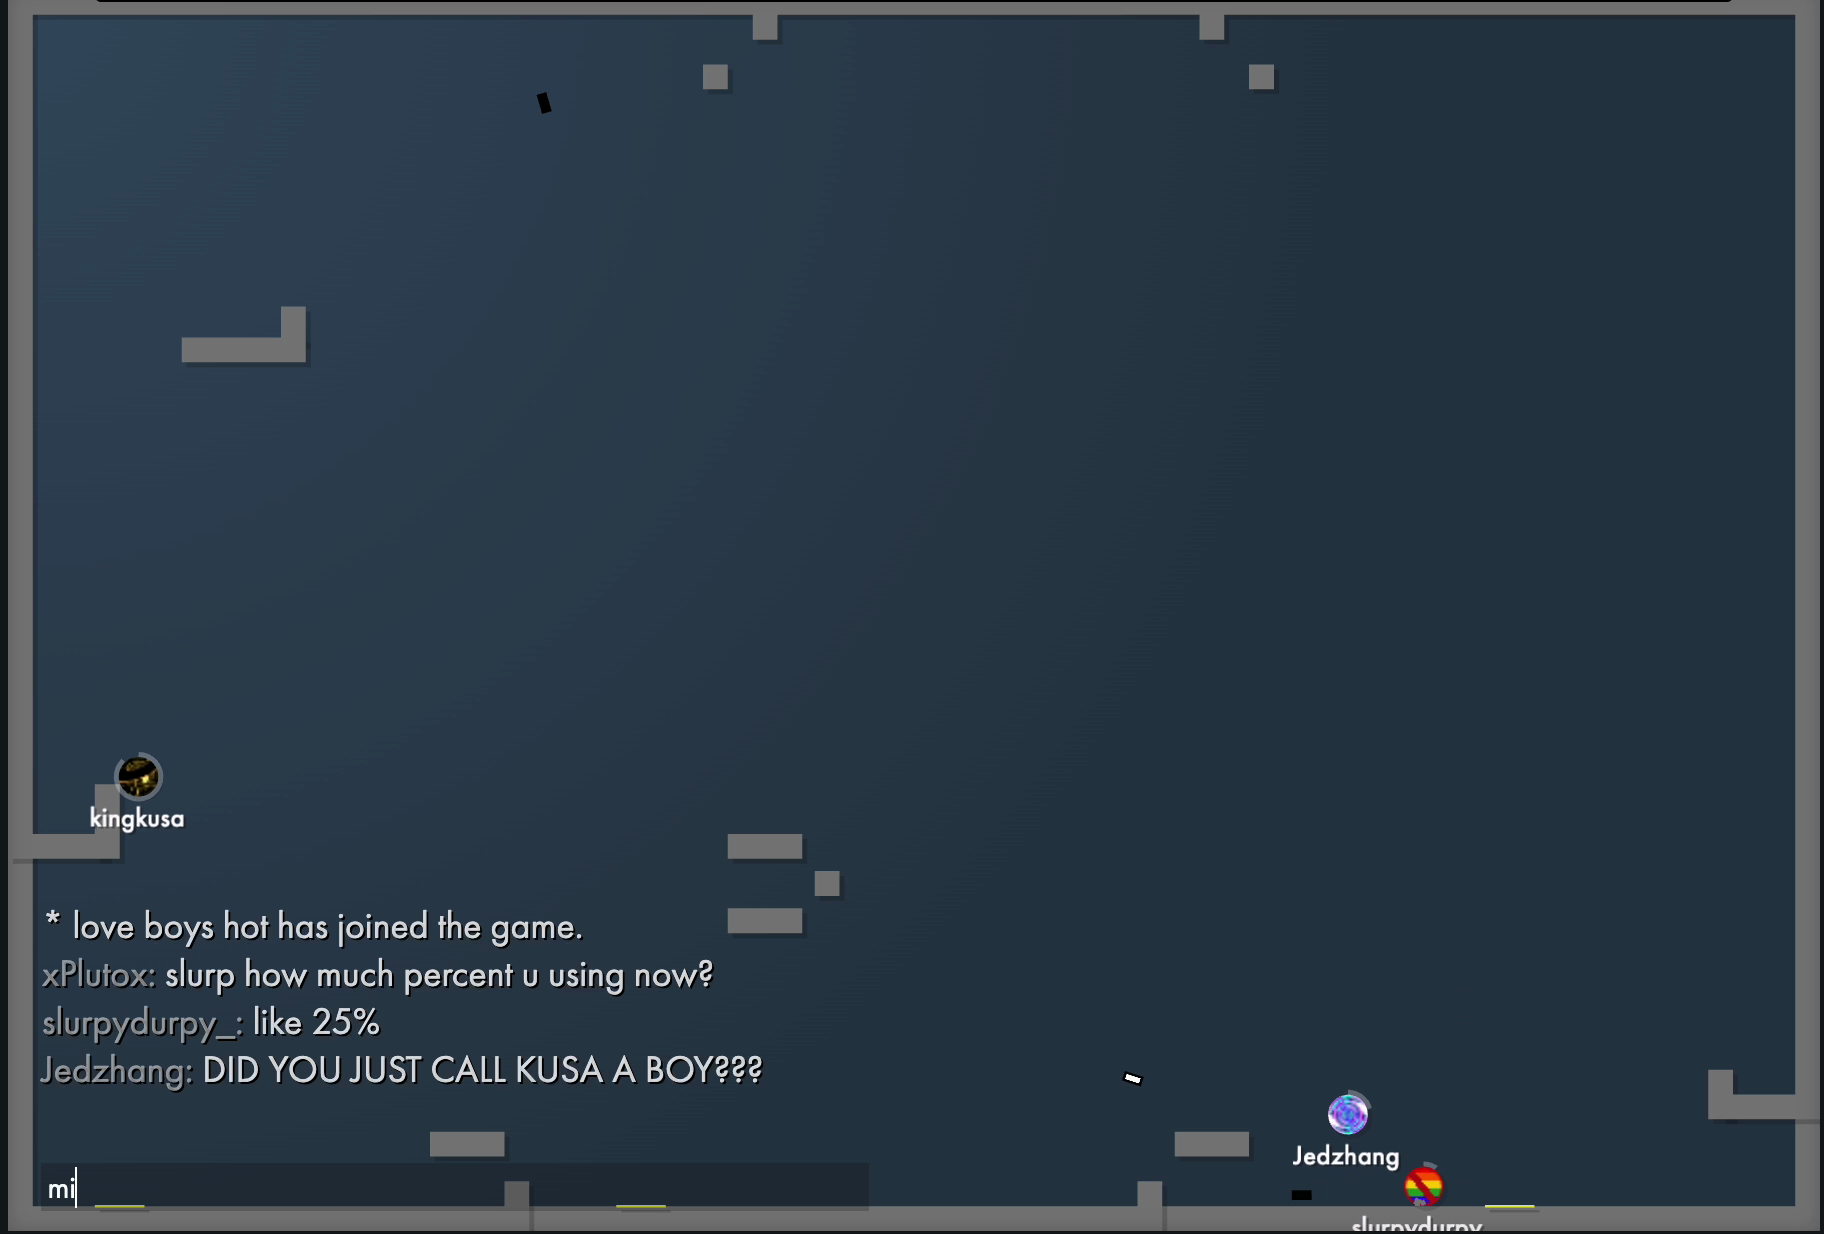 kingkusa
* love boys hot has joined the game.
xPlutox: slurp how much percent u using now?
slurpydurpy_: like 25%
Jedzhang: DID YOU JUST CALL KUSA A BOY???
Jedzhang
mi
slurpydurpy_